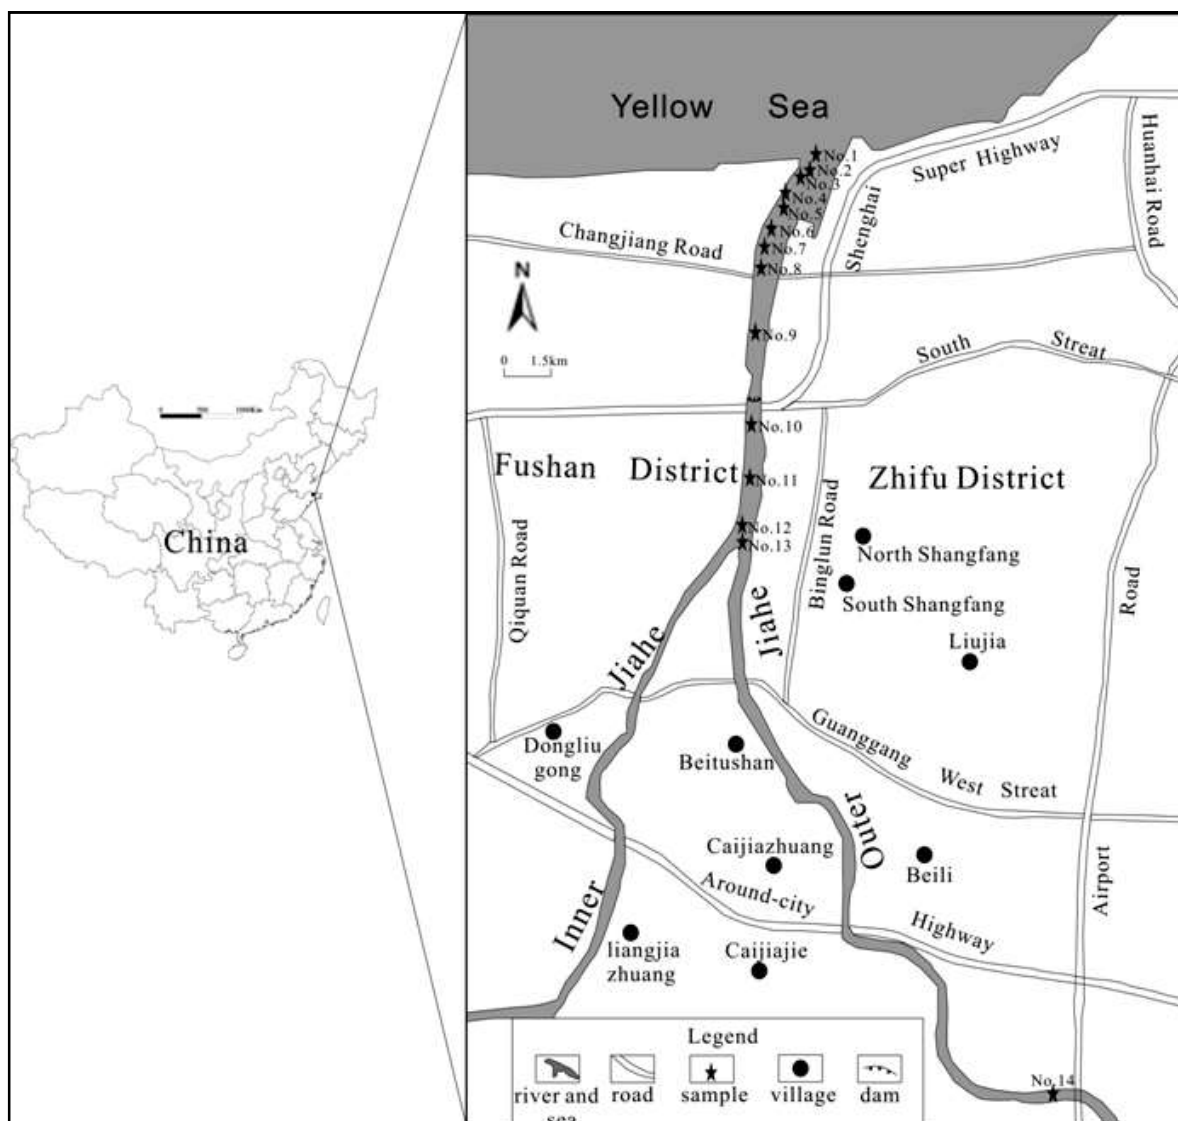 Yellow Sea
No.1
No.2
No.3
No.4
No.5
No.6
No.7
No.8
No.9
No.10
No.11
No.12
No.13
No.14
Super Highway
Shenghai
Huanhai Road
Changjiang Road
N
0 1.5km
South Streat
Fushan District
Zhifu District
Qiquan Road
Binglun Road
North Shangfang
South Shangfang
Liujia
Road
Airport
Jiahe
Inner
Jiahe
Outer
Dongliu
gong
Beitushan
Guanggang
West Streat
Caijiazhuang
Beili
Around-city
Highway
liangjia
zhuang
Caijiajie
China
0
Legend
river and
sea
road
sample
village
dam